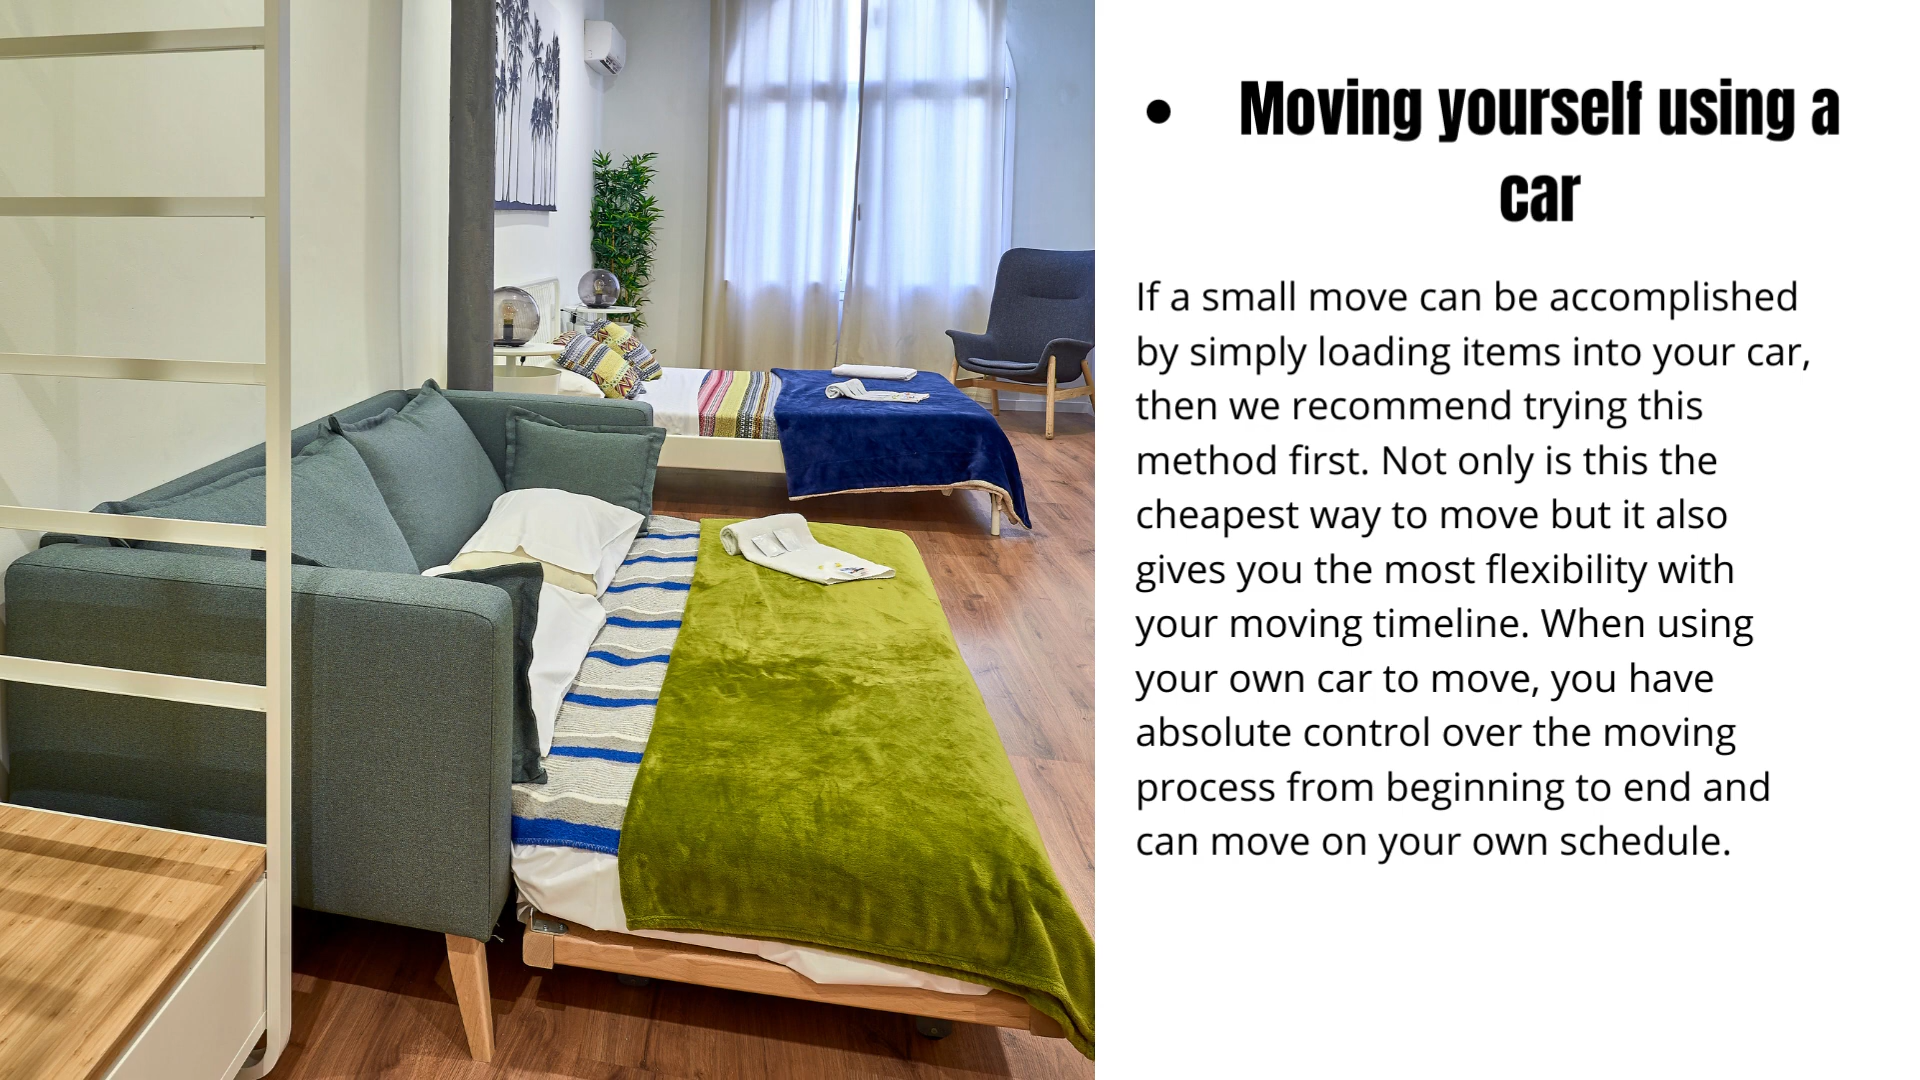 • Moving yourself using a
car
If a small move can be accomplished
by simply loading items into your car,
then we recommend trying this
method first. Not only is this the
cheapest way to move but it also
gives you the most flexibility with
your moving timeline. When using
your own car to move, you have
absolute control over the moving
process from beginning to end and
can move on your own schedule.